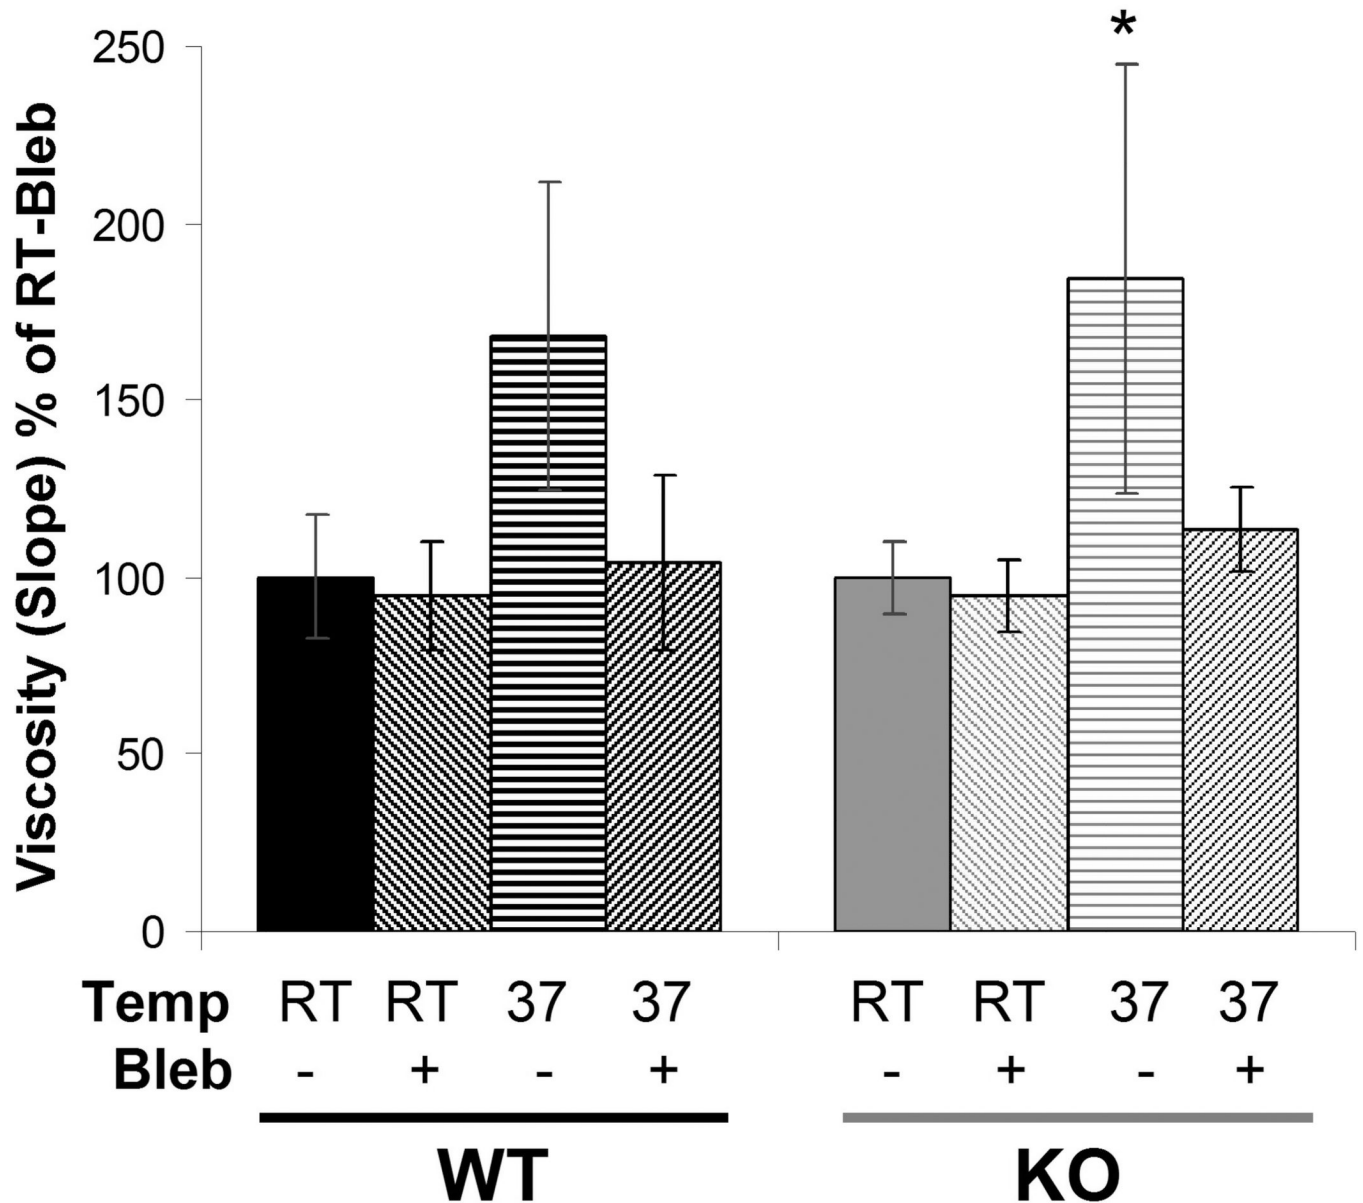 *
250
200
150
100
50
0
Viscosity (Slope) % of RT-Bleb
Temp RT RT 37 37 RT RT 37 37
Bleb - + - + - + - +
WT KO